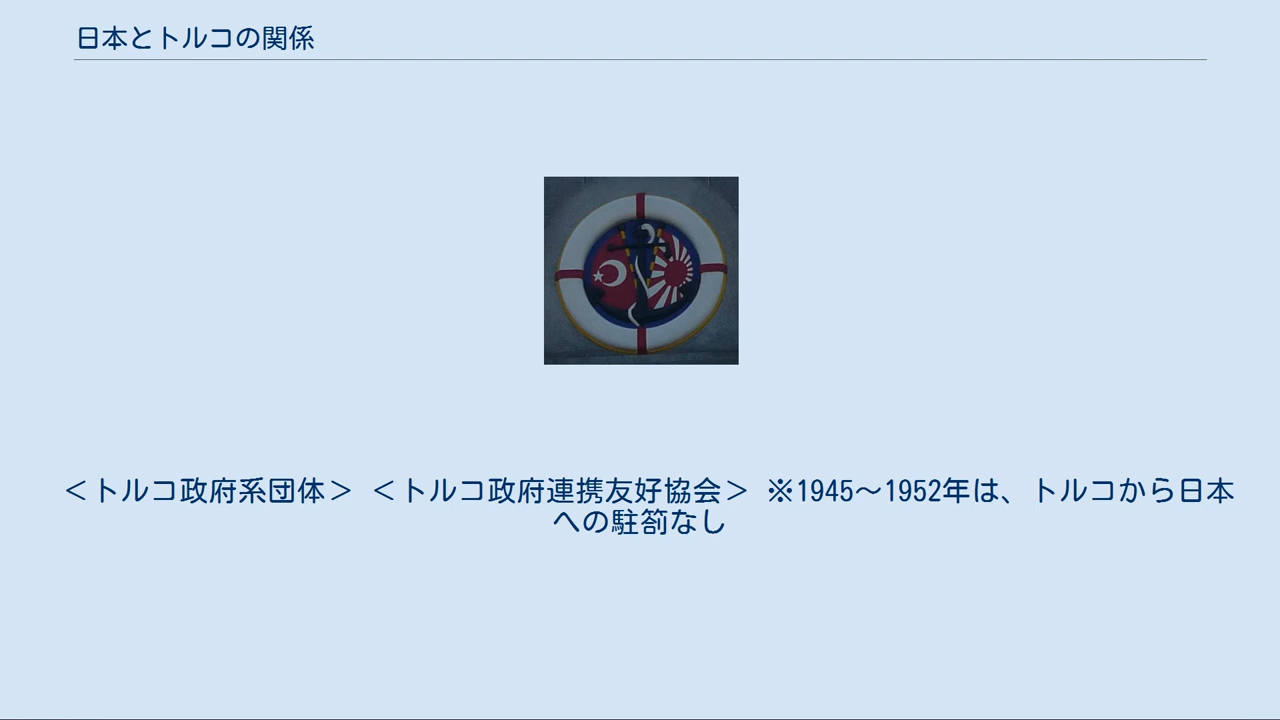 日本とトルコの関係
＜トルコ政府系団体＞ ＜トルコ政府連携友好協会＞ ※1945～1952年は、トルコから日本
への駐箚なし